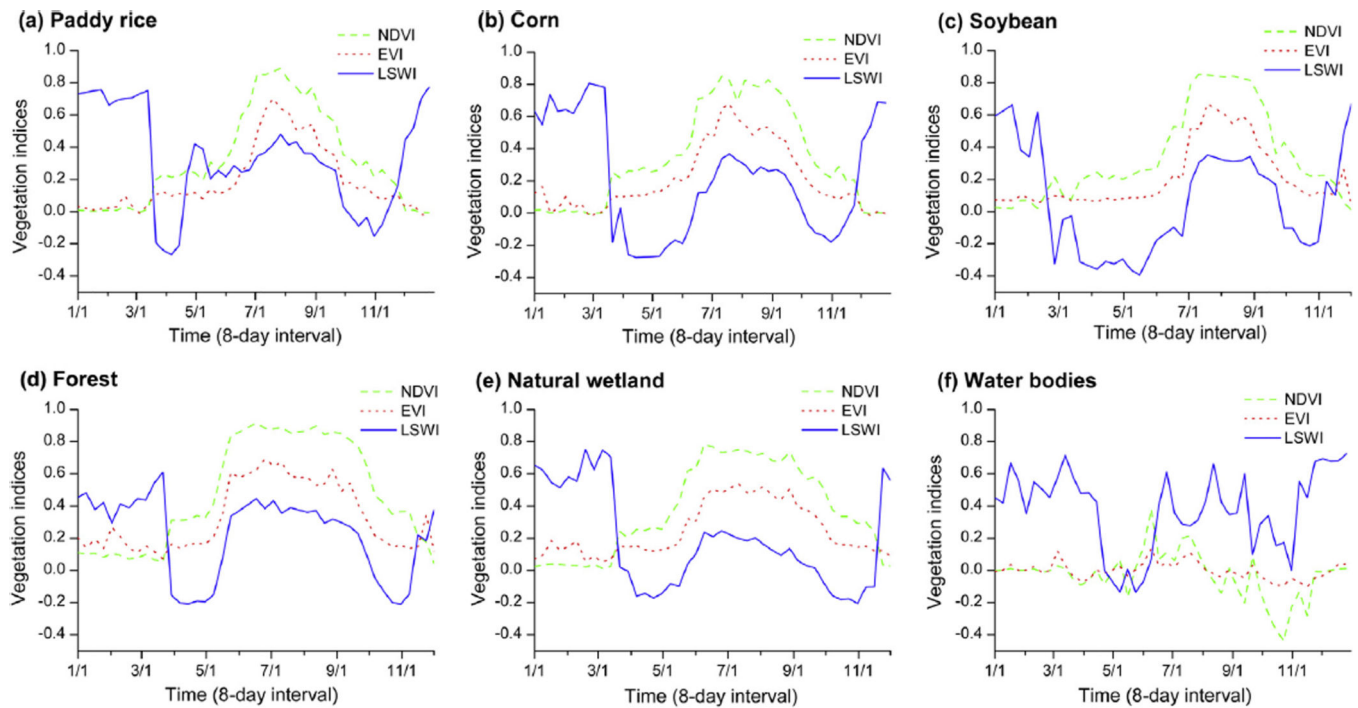 (a) Paddy rice
NDVI
EVI
LSWI
Vegetation indices
1.0
0.8
0.6
0.4
0.2
0.0
-0.2
-0.4
1/1 3/1 5/1 7/1 9/1 11/1
Time (8-day interval)
(b) Corn
NDVI
EVI
LSWI
Vegetation indices
1.0
0.8
0.6
0.4
0.2
0.0
-0.2
-0.4
1/1 3/1 5/1 7/1 9/1 11/1
Time (8-day interval)
(c) Soybean
NDVI
EVI
LSWI
Vegetation indices
1.0
0.8
0.6
0.4
0.2
0.0
-0.2
-0.4
1/1 3/1 5/1 7/1 9/1 11/1
Time (8-day interval)
(d) Forest
NDVI
EVI
LSWI
Vegetation indices
1.0
0.8
0.6
0.4
0.2
0.0
-0.2
-0.4
1/1 3/1 5/1 7/1 9/1 11/1
Time (8-day interval)
(e) Natural wetland
NDVI
EVI
LSWI
Vegetation indices
1.0
0.8
0.6
0.4
0.2
0.0
-0.2
-0.4
1/1 3/1 5/1 7/1 9/1 11/1
Time (8-day interval)
(f) Water bodies
NDVI
EVI
LSWI
Vegetation indices
1.0
0.8
0.6
0.4
0.2
0.0
-0.2
-0.4
1/1 3/1 5/1 7/1 9/1 11/1
Time (8-day interval)